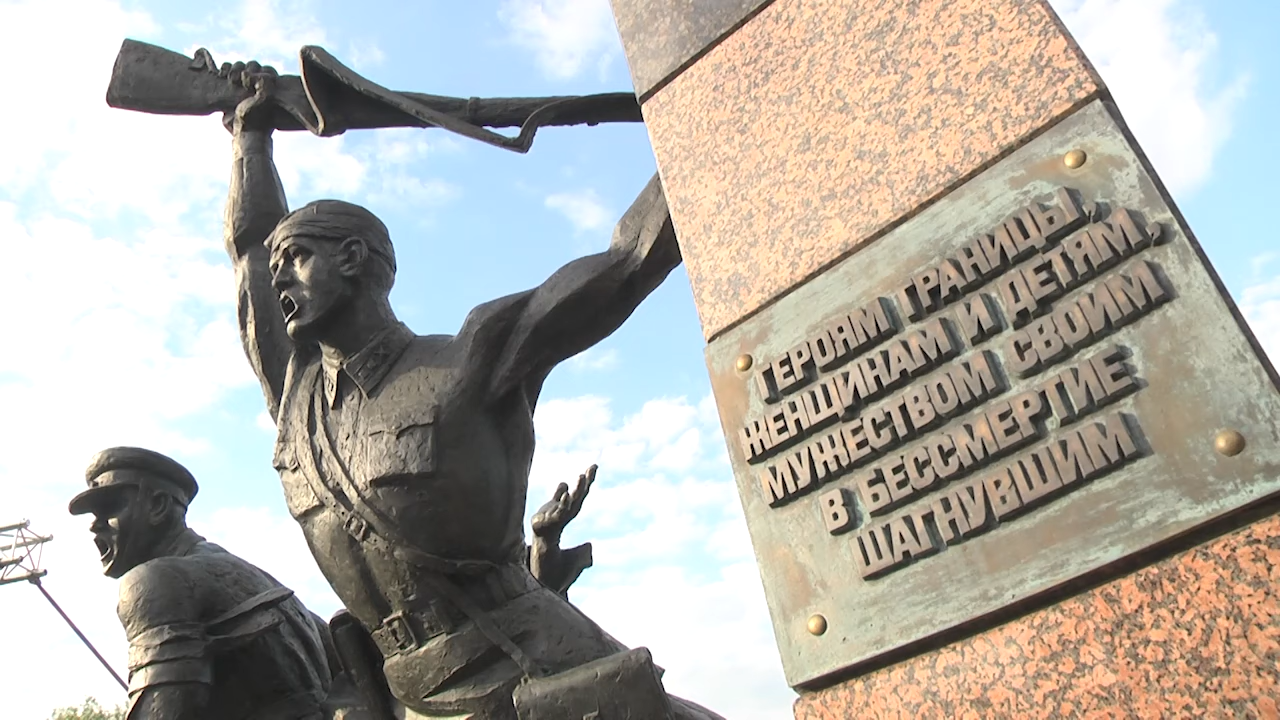 ГЕРОЯМ ГРАНИЦЫ,
ЖЕНЩИНАМ И ДЕТЯМ,
МУЖЕСТВОМ СВОИМ
В БЕССМЕРТИЕ
ШАГНУВШИМ